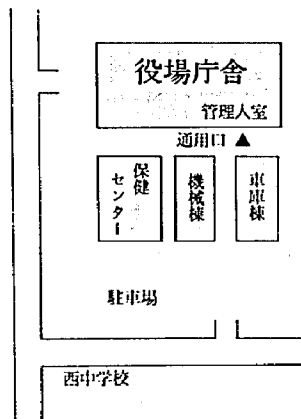 役場庁舎
管理人室
通用口 ▲
保健センター
機械棟
車庫棟
駐車場
西中学校